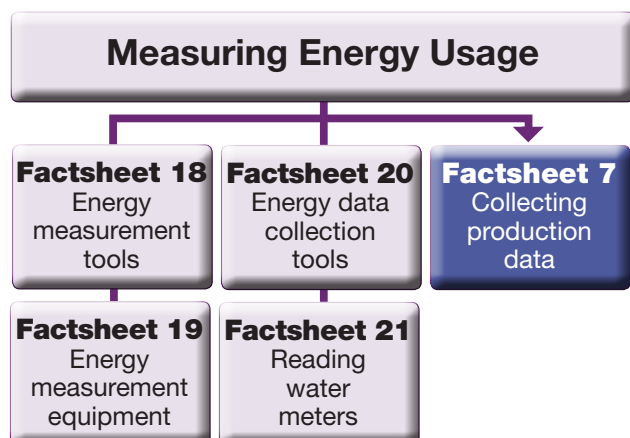 Measuring Energy Usage
Factsheet 18
Energy
measurement
tools
Factsheet 20
Energy data
collection
tools
Factsheet 7
Collecting
production
data
Factsheet 19
Energy
measurement
equipment
Factsheet 21
Reading
water
meters